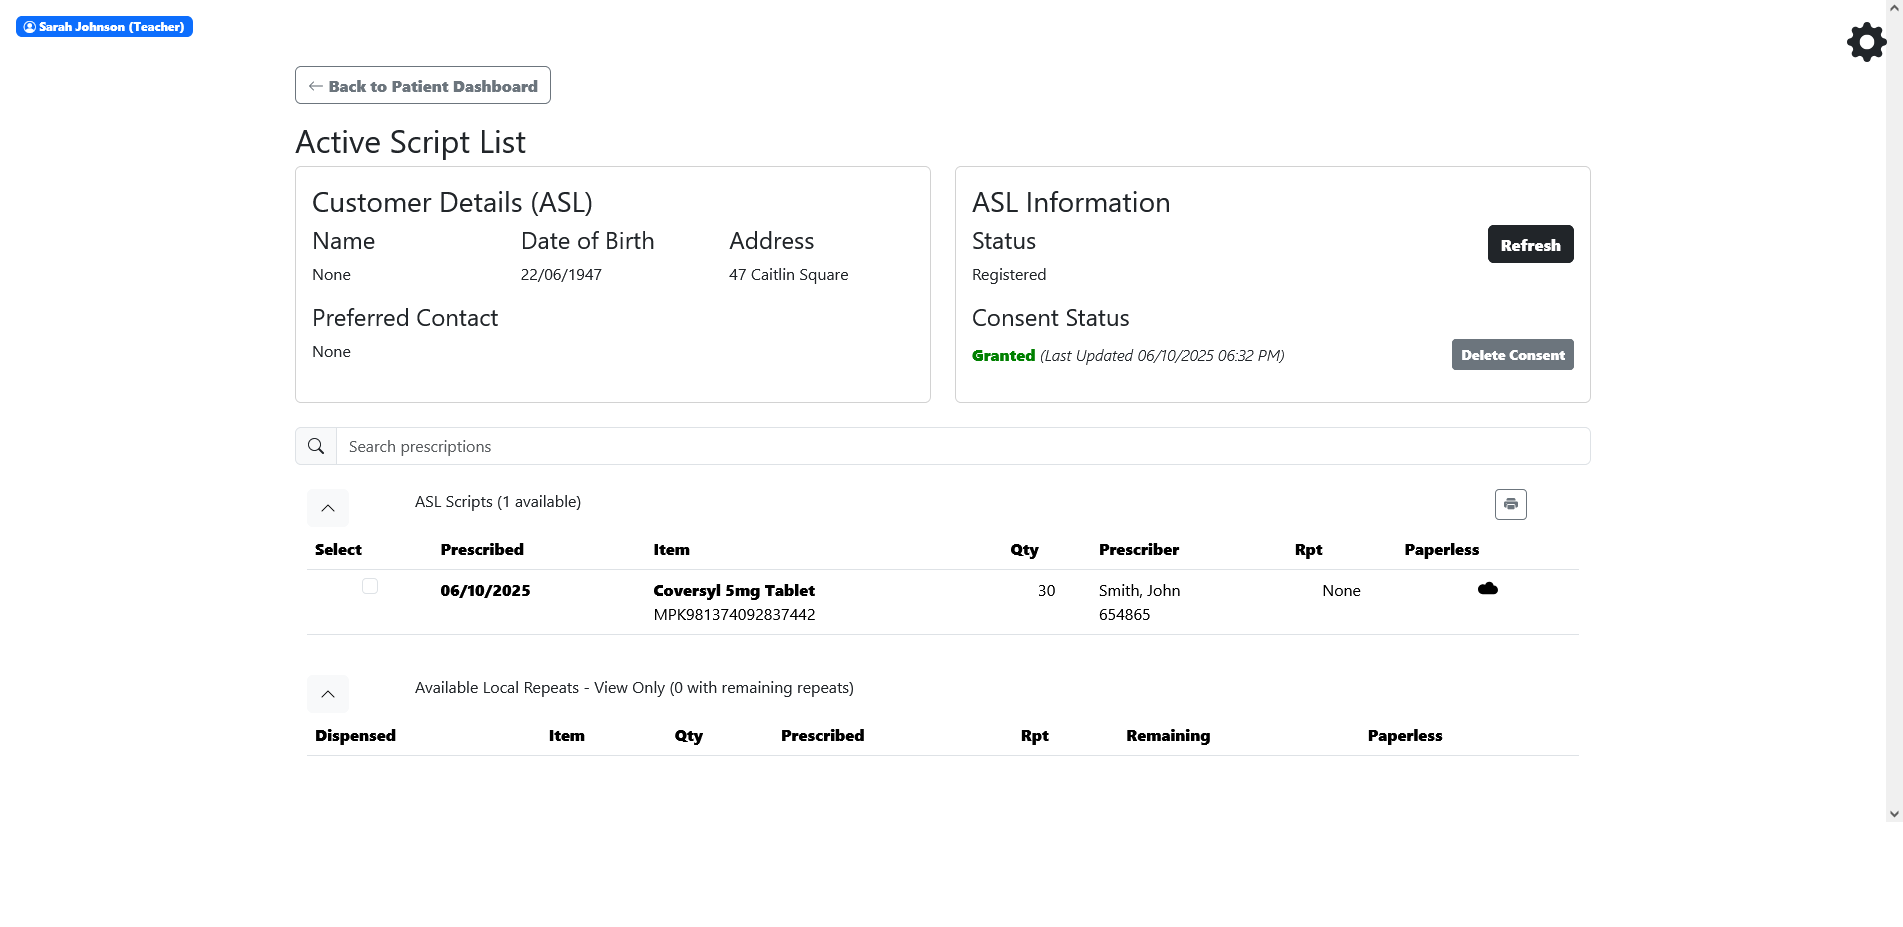 Sarah Johnson (Teacher)
← Back to Patient Dashboard
Active Script List
Customer Details (ASL)
Name
Date of Birth
Address
None
22/06/1947
47 Caitlin Square
Preferred Contact
None
ASL Information
Status
Refresh
Registered
Consent Status
Granted (Last Updated 06/10/2025 06:32 PM)
Delete Consent
Search prescriptions
ASL Scripts (1 available)
Select Prescribed Item Qty Prescriber Rpt Paperless
06/10/2025 Coversyl 5mg Tablet 30 Smith, John None
MPK981374092837442 654865
Available Local Repeats - View Only (0 with remaining repeats)
Dispensed Item Qty Prescribed Rpt Remaining Paperless